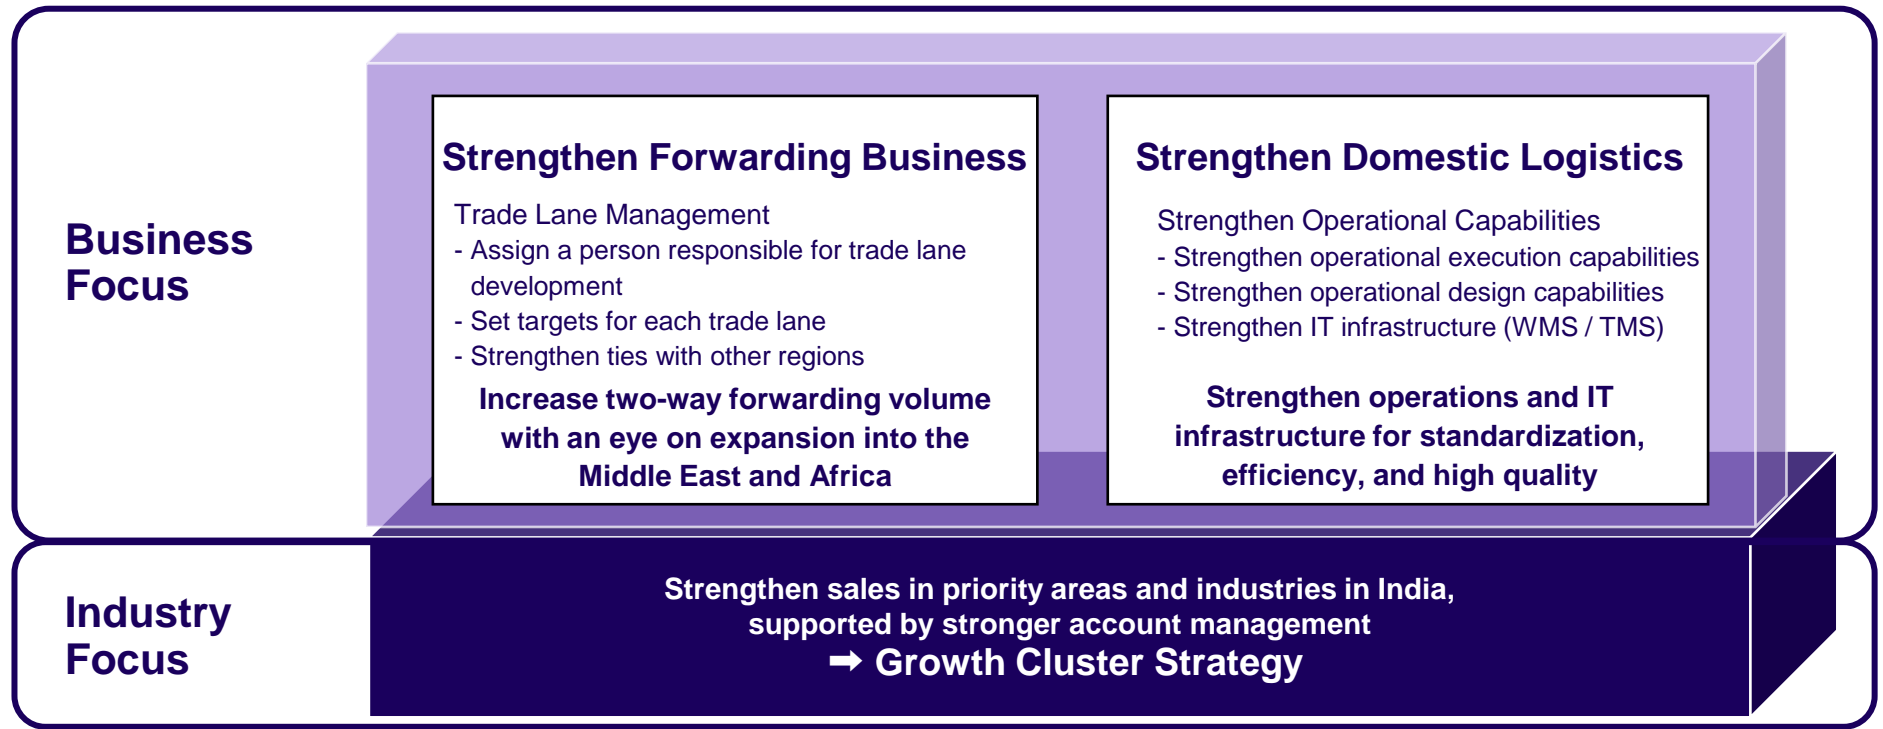 Business
Focus
Strengthen Forwarding Business
Trade Lane Management
- Assign a person responsible for trade lane
development
- Set targets for each trade lane
- Strengthen ties with other regions
Increase two-way forwarding volume
with an eye on expansion into the
Middle East and Africa
Strengthen Domestic Logistics
Strengthen Operational Capabilities
- Strengthen operational execution capabilities
- Strengthen operational design capabilities
- Strengthen IT infrastructure (WMS / TMS)
Strengthen operations and IT
infrastructure for standardization,
efficiency, and high quality
Industry
Focus
Strengthen sales in priority areas and industries in India,
supported by stronger account management
➡ Growth Cluster Strategy